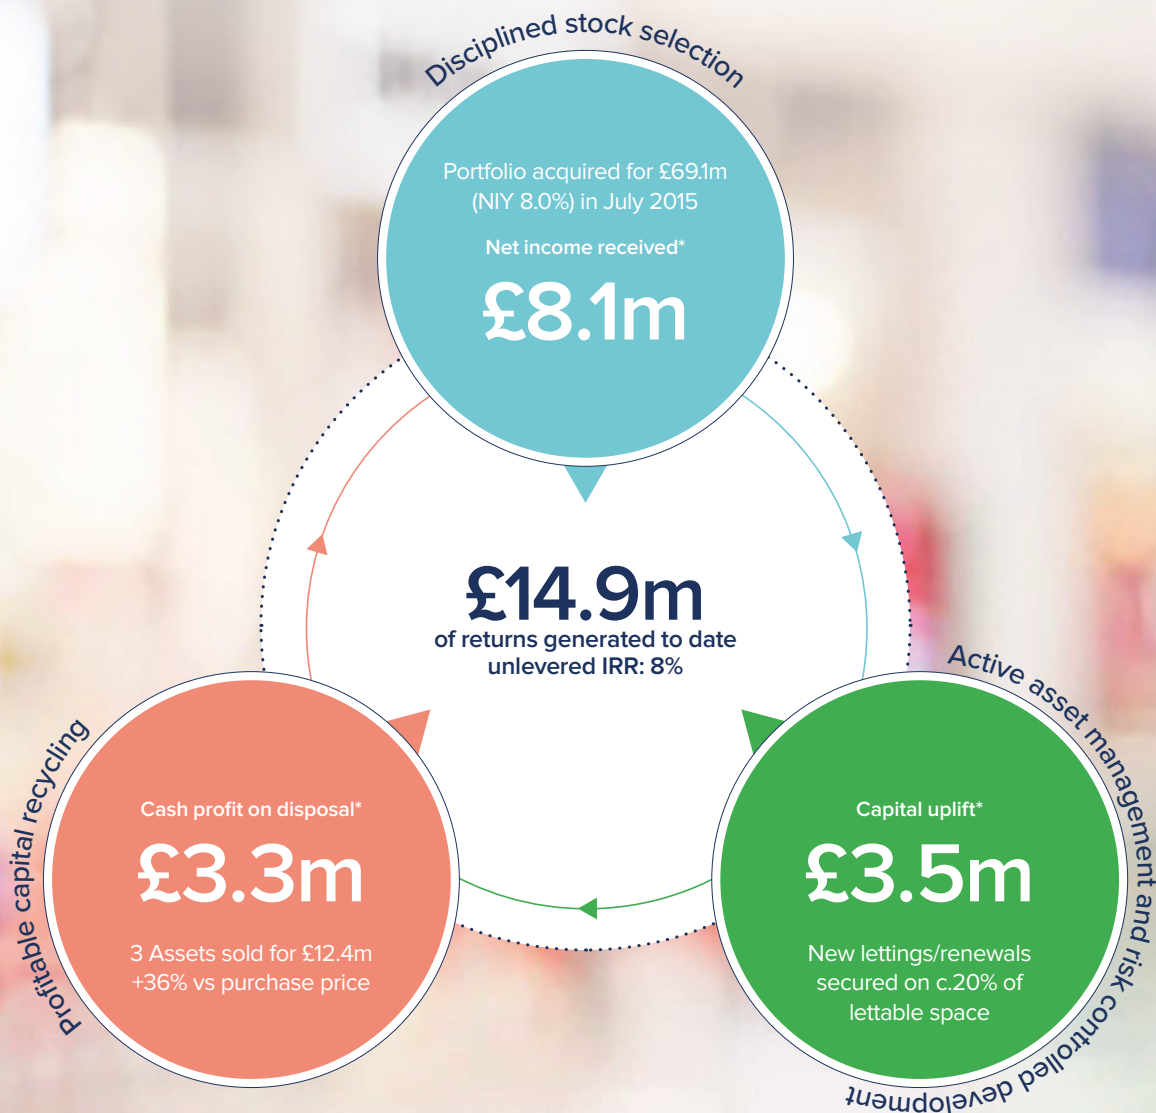 Disciplined stock selection
Portfolio acquired for £69.1m
(NIY 8.0%) in July 2015
Net income received*
£8.1m
£14.9m
of returns generated to date
unlevered IRR: 8%
Active asset management and risk controlled development
Capital uplift*
£3.5m
New lettings/renewals
secured on c.20% of
lettable space
Profitable capital recycling
Cash profit on disposal*
£3.3m
3 Assets sold for £12.4m
+36% vs purchase price